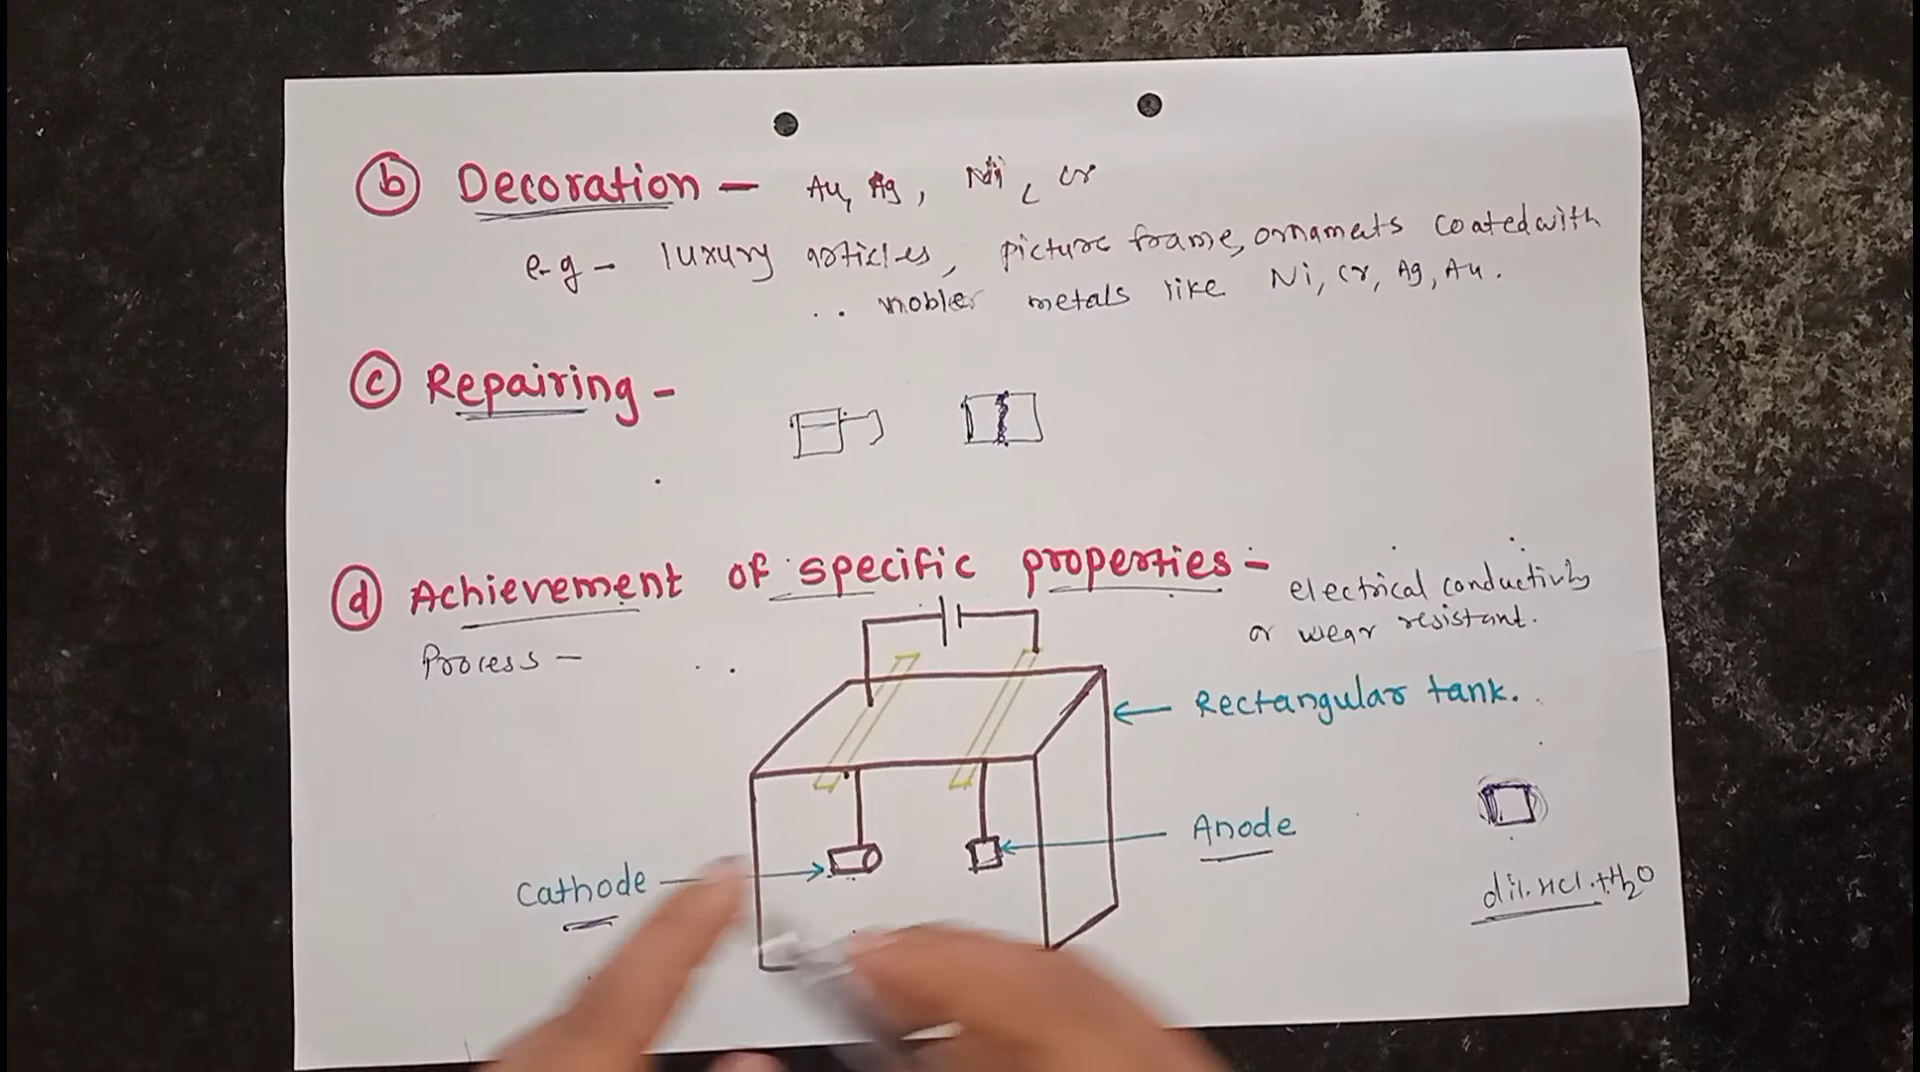 b Decoration - Au, Ag, Ni, Cr
e.g - luxury articles, picture frame, ornamats coated with
.. nobler metals like Ni, Cr, Ag, Au.
c Repairing -
d Achievement of specific properties - electrical conductivity
or wear resistant.
Process -
← Rectangular tank.
Anode
Cathode
dil. HCl. + H2O